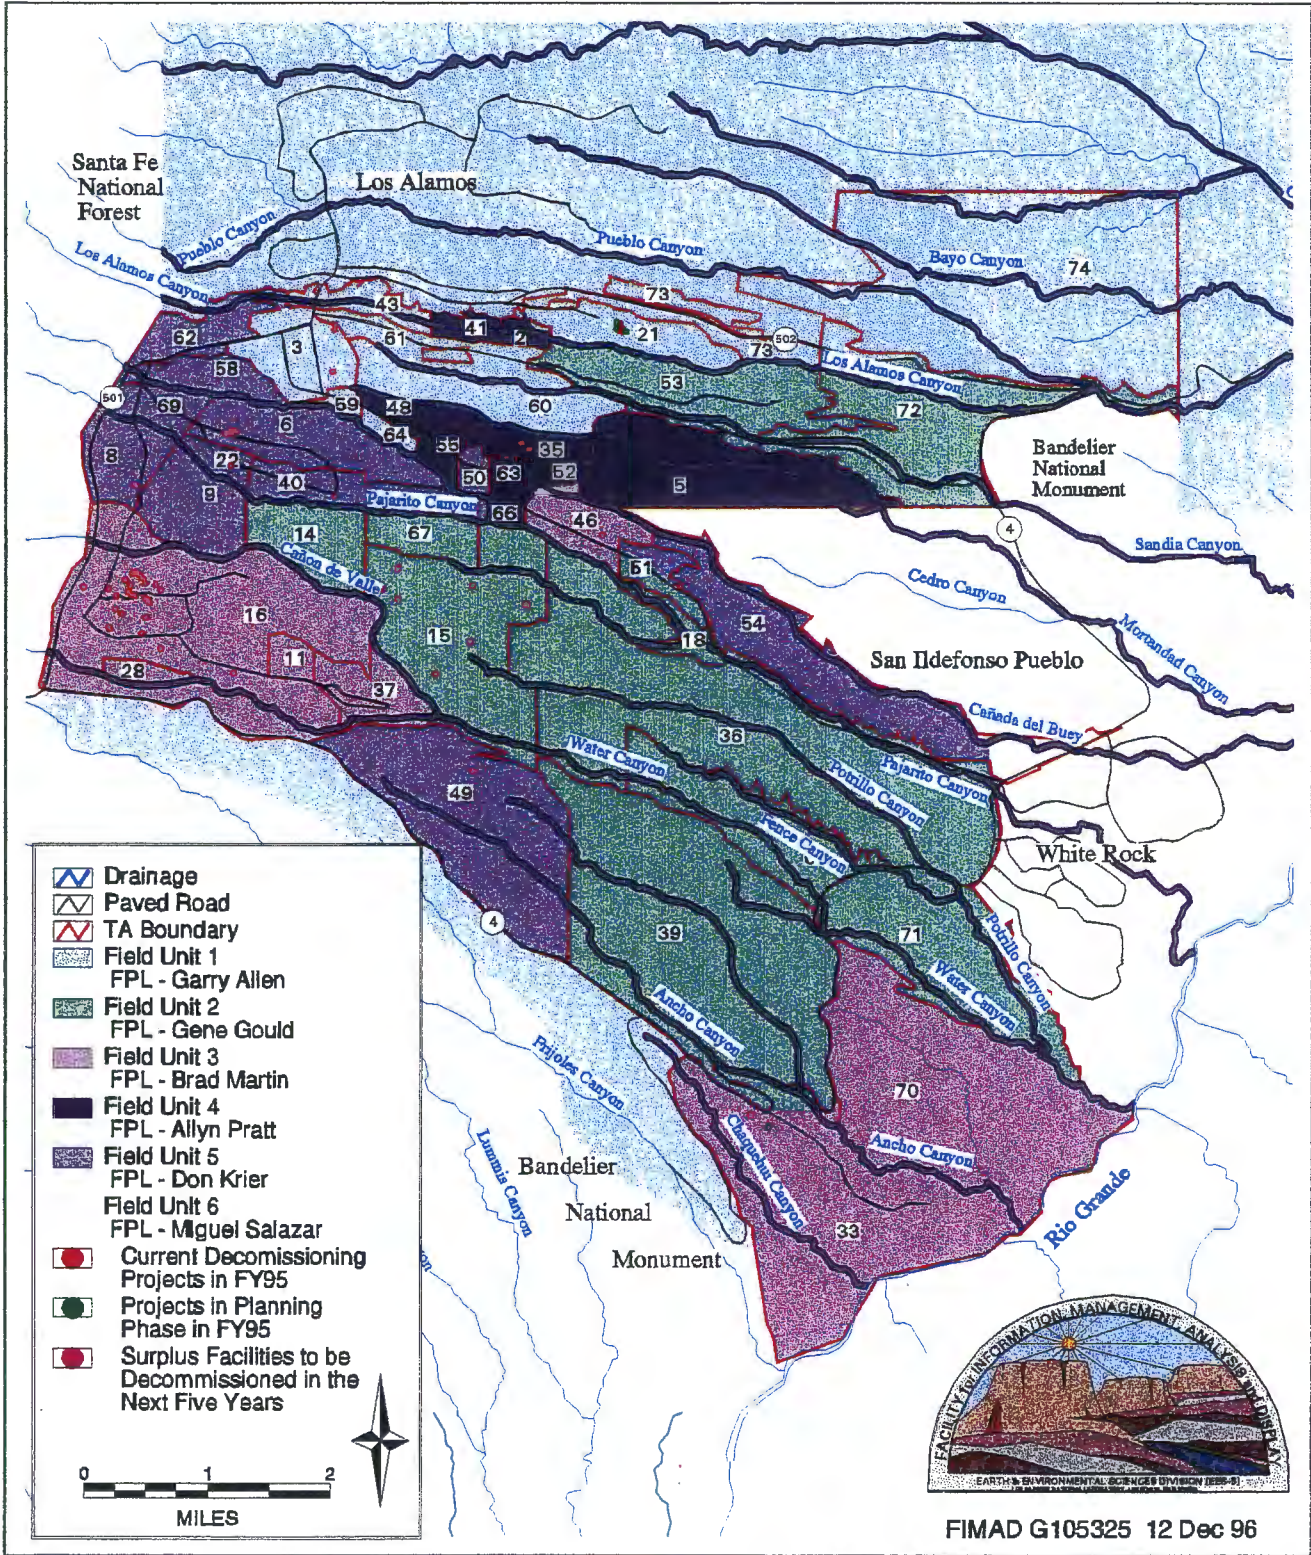 Santa Fe
National
Forest
Los Alamos
Pueblo Canyon
Pueblo Canyon
Los Alamos Canyon
Bayo Canyon
74
43
73
62
41
2
21
502
3
61
73
Los Alamos Canyon
58
53
501
69
59
48
60
72
6
64
Bandelier
National
Monument
8
22
55
35
9
40
50
63
52
5
Pajarito Canyon
66
46
4
14
67
Sandia Canyon
Cañon de Valle
51
Cedro Canyon
16
15
18
54
Mortandad Canyon
11
San Ildefonso Pueblo
28
37
Cañada del Buey
36
Water Canyon
Pajarito Canyon
Potrillo Canyon
49
Fence Canyon
White Rock
4
39
71
Potrillo Canyon
Water Canyon
Ancho Canyon
Frijoles Canyon
70
Lummis Canyon
Chaquehui Canyon
Ancho Canyon
Bandelier
National
Monument
33
Rio Grande
Drainage
Paved Road
TA Boundary
Field Unit 1
FPL - Garry Allen
Field Unit 2
FPL - Gene Gould
Field Unit 3
FPL - Brad Martin
Field Unit 4
FPL - Allyn Pratt
Field Unit 5
FPL - Don Krier
Field Unit 6
FPL - Miguel Salazar
Current Decomissioning
Projects in FY95
Projects in Planning
Phase in FY95
Surplus Facilities to be
Decommissioned in the
Next Five Years
0 1 2
MILES
FACILITY for INFORMATION MANAGEMENT, ANALYSIS and DISPLAY
EARTH & ENVIRONMENTAL SCIENCES DIVISION (EES-5)
FIMAD G105325 12 Dec 96